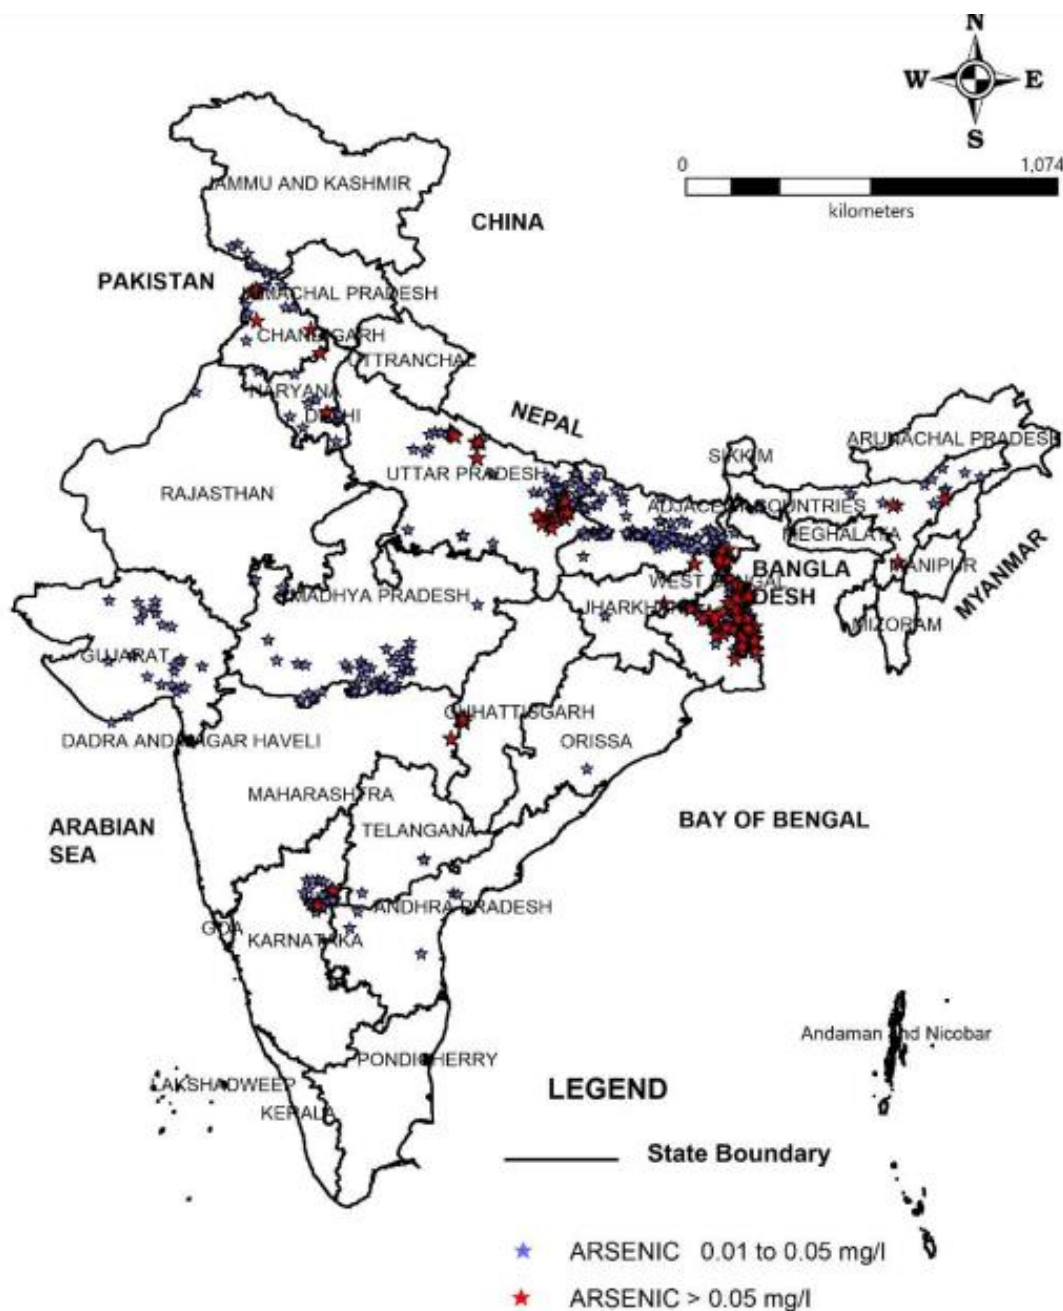 N
W E
S
0 1,074
kilometers
JAMMU AND KASHMIR
CHINA
PAKISTAN
HIMACHAL PRADESH
CHANDIGARH
UTTRANCHAL
HARYANA
DELHI
NEPAL
ARUNACHAL PRADESH
SIKKIM
UTTAR PRADESH
RAJASTHAN
ADJACENT COUNTRIES
MEGHALAYA
BANGLA
DESH
MANIPUR
MYANMAR
WEST BENGAL
MADHYA PRADESH
JHARKHAND
MIZORAM
GUJARAT
CHHATTISGARH
DADRA AND NAGAR HAVELI
ORISSA
MAHARASHTRA
ARABIAN
SEA
TELANGANA
BAY OF BENGAL
ANDHRA PRADESH
GOA
KARNATAKA
Andaman and Nicobar
PONDICHERRY
LAKSHADWEEP
KERALA
LEGEND
State Boundary
ARSENIC 0.01 to 0.05 mg/l
ARSENIC > 0.05 mg/l